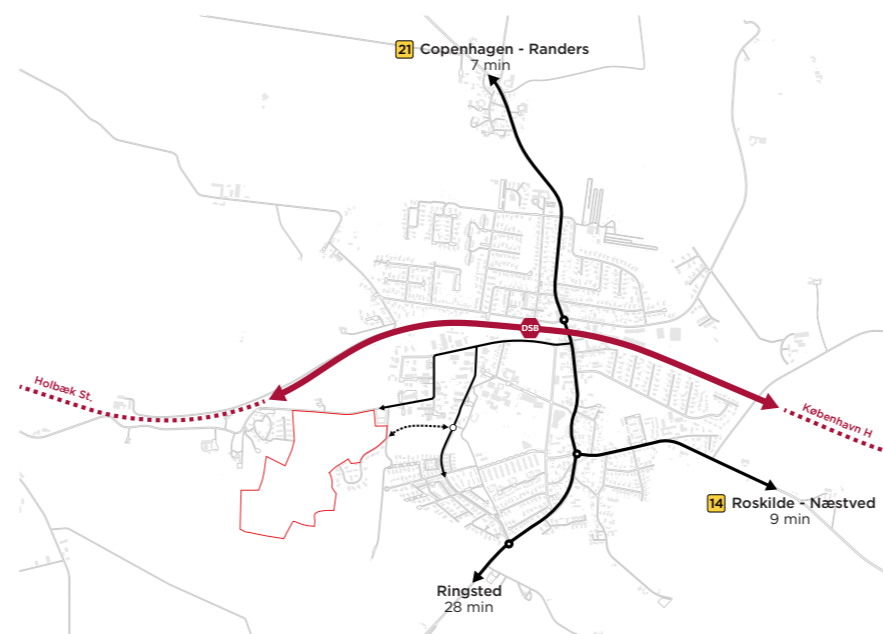 21 Copenhagen - Randers
7 min
DSB
Holbæk St.
København H
14 Roskilde - Næstved
9 min
Ringsted
28 min